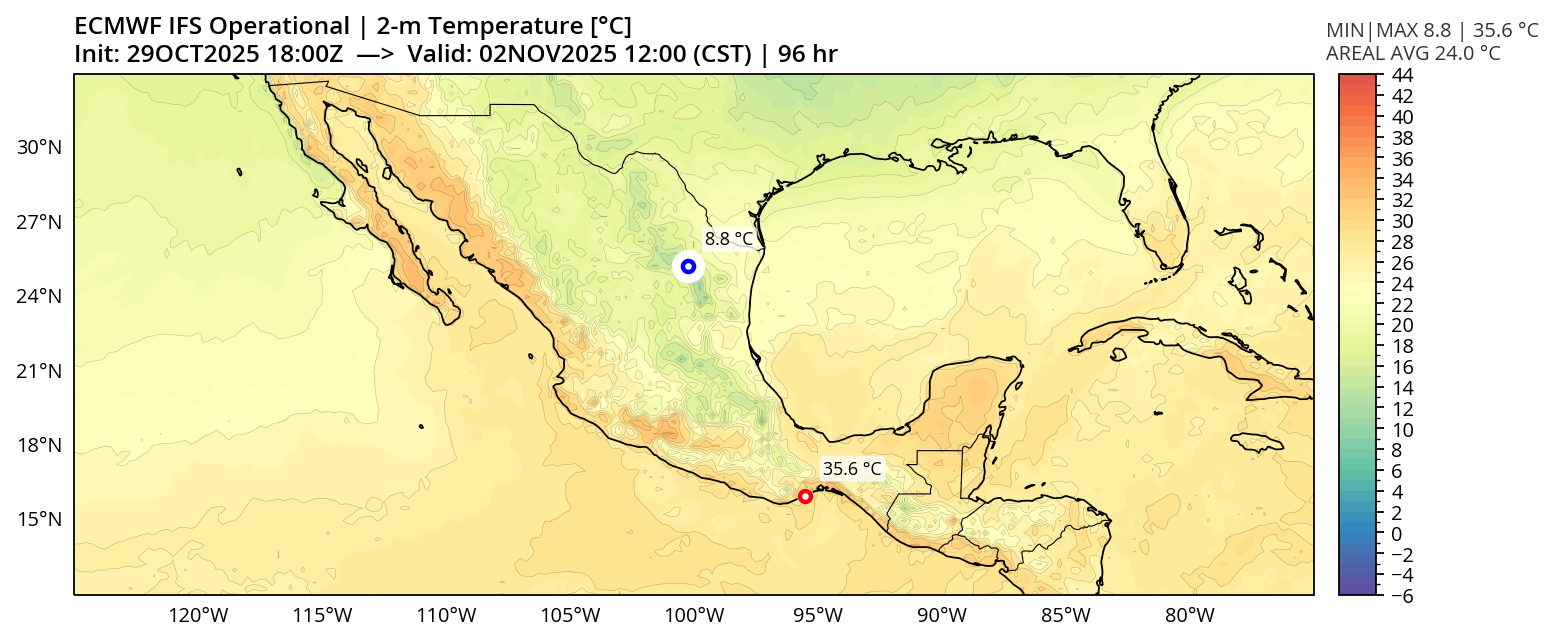 ECMWF IFS Operational | 2-m Temperature [°C]
Init: 29OCT2025 18:00Z —> Valid: 02NOV2025 12:00 (CST) | 96 hr
MIN|MAX 8.8 | 35.6 °C
AREAL AVG 24.0 °C
44
42
40
38
36
34
32
30
28
26
24
22
20
18
16
14
12
10
8
6
4
2
0
−2
−4
−6
30°N
27°N
24°N
21°N
18°N
15°N
8.8 °C
35.6 °C
120°W
115°W
110°W
105°W
100°W
95°W
90°W
85°W
80°W